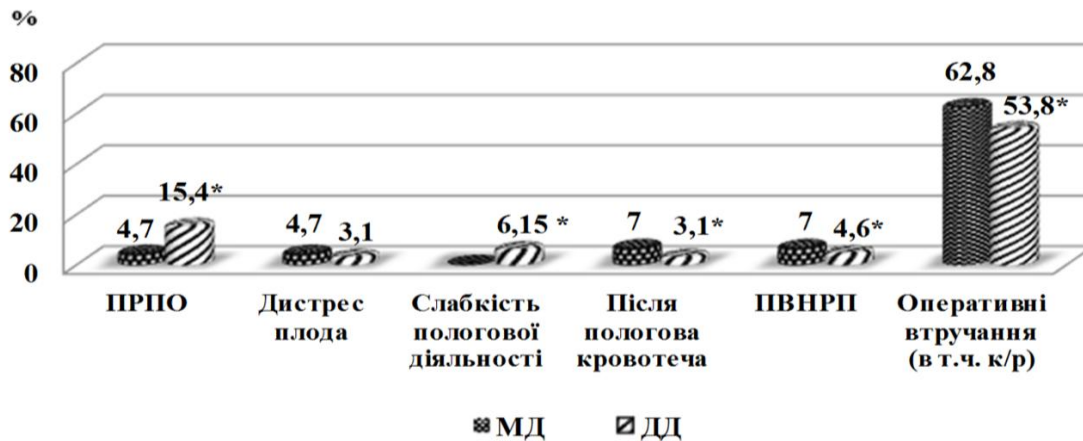 %
80
60
40
20
0
4,7
15,4*
4,7
3,1
6,15 *
7
3,1*
7
4,6*
62,8
53,8*
ПРПО
Дистрес
плода
Слабкість
пологової
діяльності
Після
пологова
кровотеча
ПВНРП
Оперативні
втручання
(в т.ч. к/р)
МД
ДД